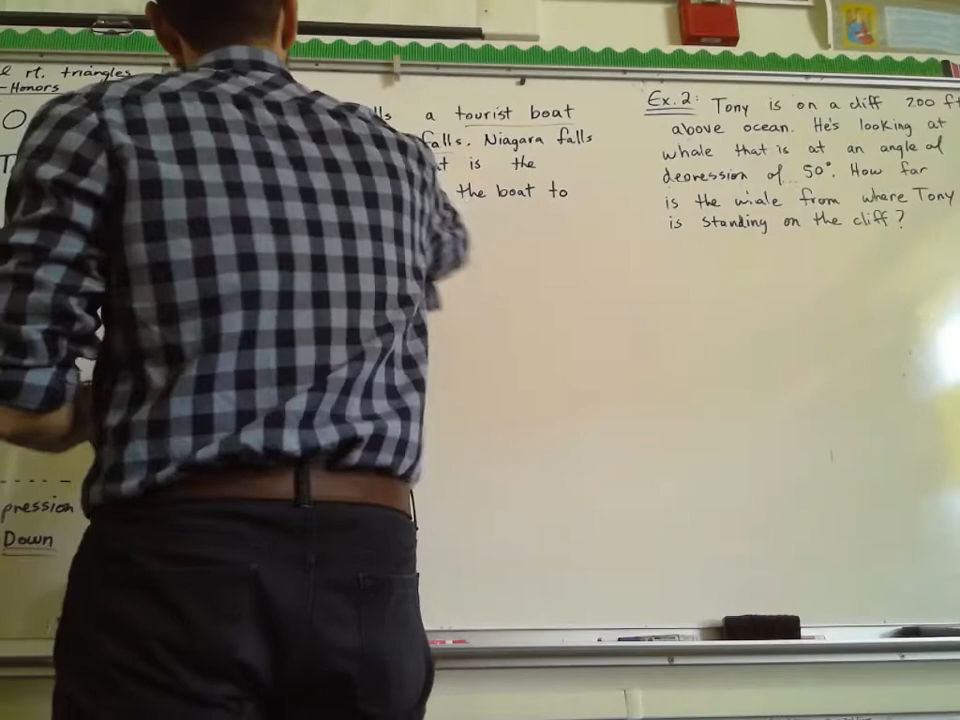 rt. triangles
- Honors
a tourist boat
falls. Niagara falls
is the
the boat to
Ex. 2: Tony is on a cliff 200 ft
above ocean. He's looking at
whale that is at an angle of
depression of 50°. How far
is the whale from where Tony
is standing on the cliff?
pression
Down